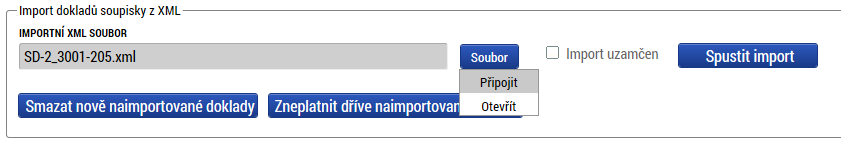 Import dokladů soupisky z XML
IMPORTNÍ XML SOUBOR
SD-2_3001-205.xml
Soubor
Import uzamčen
Spustit import
Připojit
Otevřít
Smazat nově naimportované doklady
Zneplatnit dříve